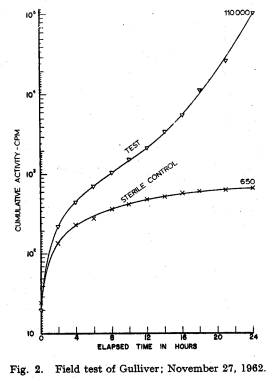 110000
10⁵
10⁴
10³
10²
10
CUMULATIVE ACTIVITY-CPM
TEST
STERILE CONTROL
650
0 4 8 12 16 20 24
ELAPSED TIME IN HOURS
Fig. 2. Field test of Gulliver; November 27, 1962.